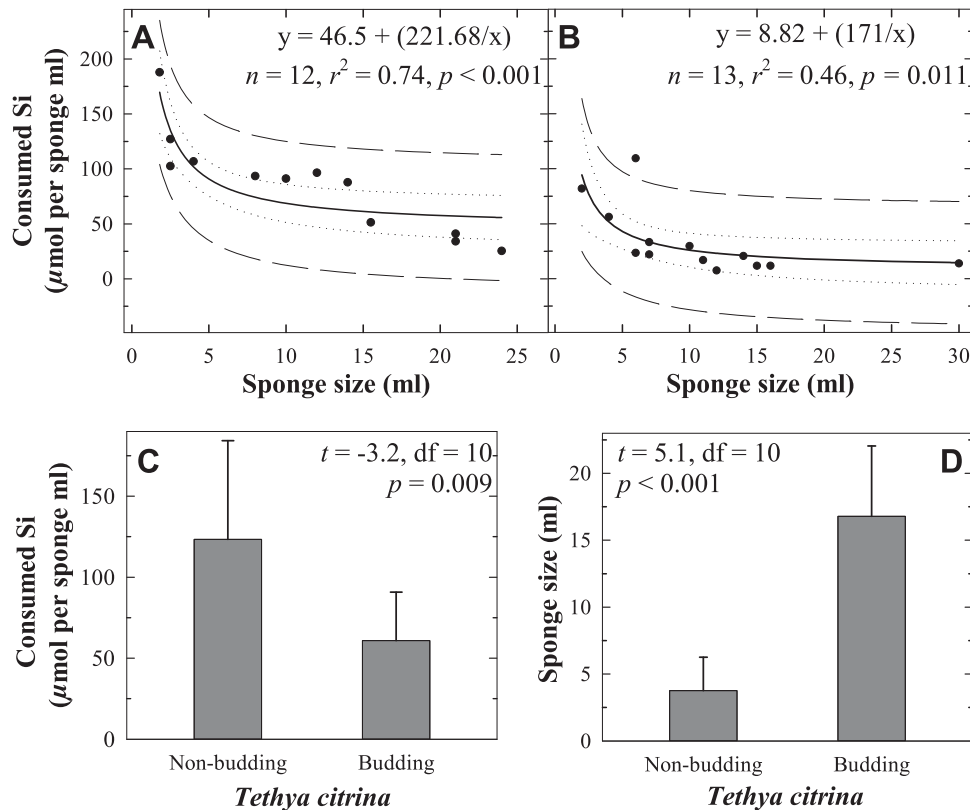 A
y = 46.5 + (221.68/x)
n = 12, r² = 0.74, p < 0.001
Consumed Si
(µmol per sponge ml)
200
150
100
50
0
0 5 10 15 20 25
Sponge size (ml)
B
y = 8.82 + (171/x)
n = 13, r² = 0.46, p = 0.011
0 5 10 15 20 25 30
Sponge size (ml)
C
t = -3.2, df = 10
p = 0.009
Consumed Si
(µmol per sponge ml)
150
100
50
0
Non-budding Budding
Tethya citrina
D
t = 5.1, df = 10
p < 0.001
Sponge size (ml)
20
15
10
5
0
Non-budding Budding
Tethya citrina